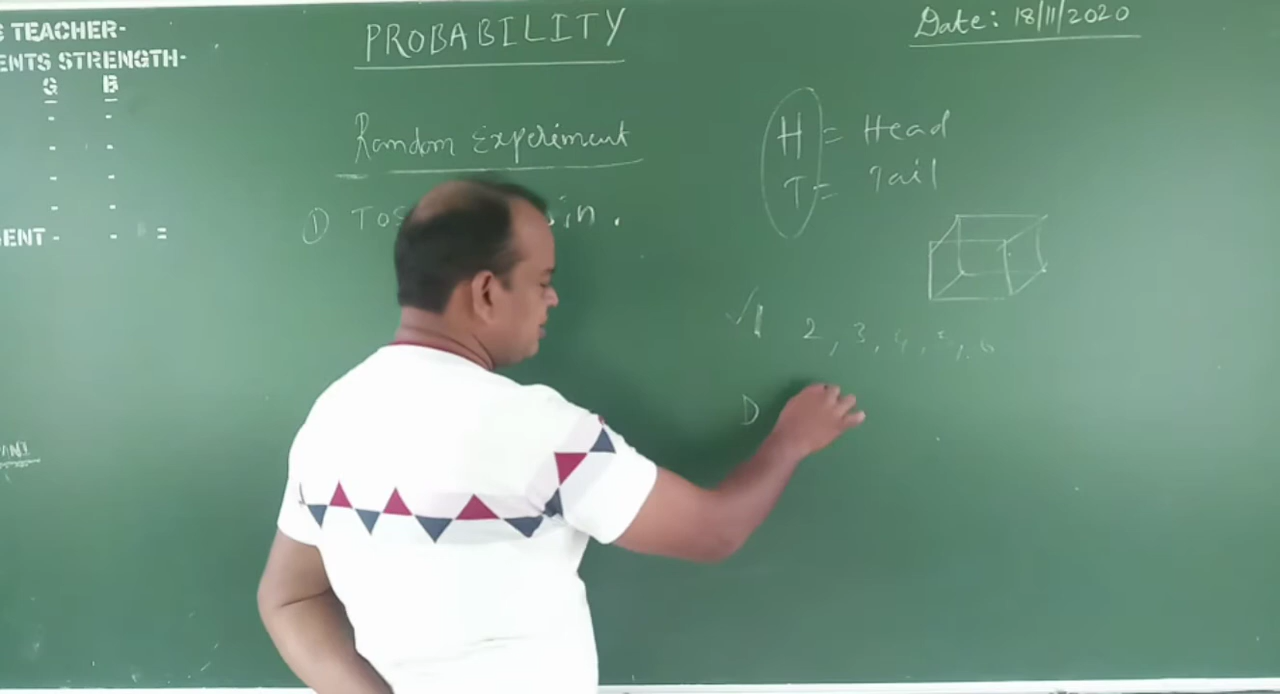 TEACHER-
ENTS STRENGTH-
G B
- -
- -
- -
- -
ENT - - =
PROBABILITY
Date: 18/11/2020
Random Experiment
① Tos in.
H = Head
T = Tail
✓1 2, 3, 4, 5, 6
D